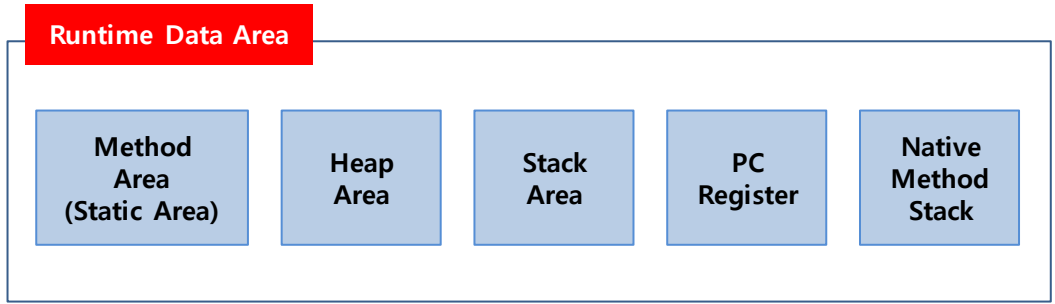 Runtime Data Area
Method
Area
(Static Area)
Heap
Area
Stack
Area
PC
Register
Native
Method
Stack